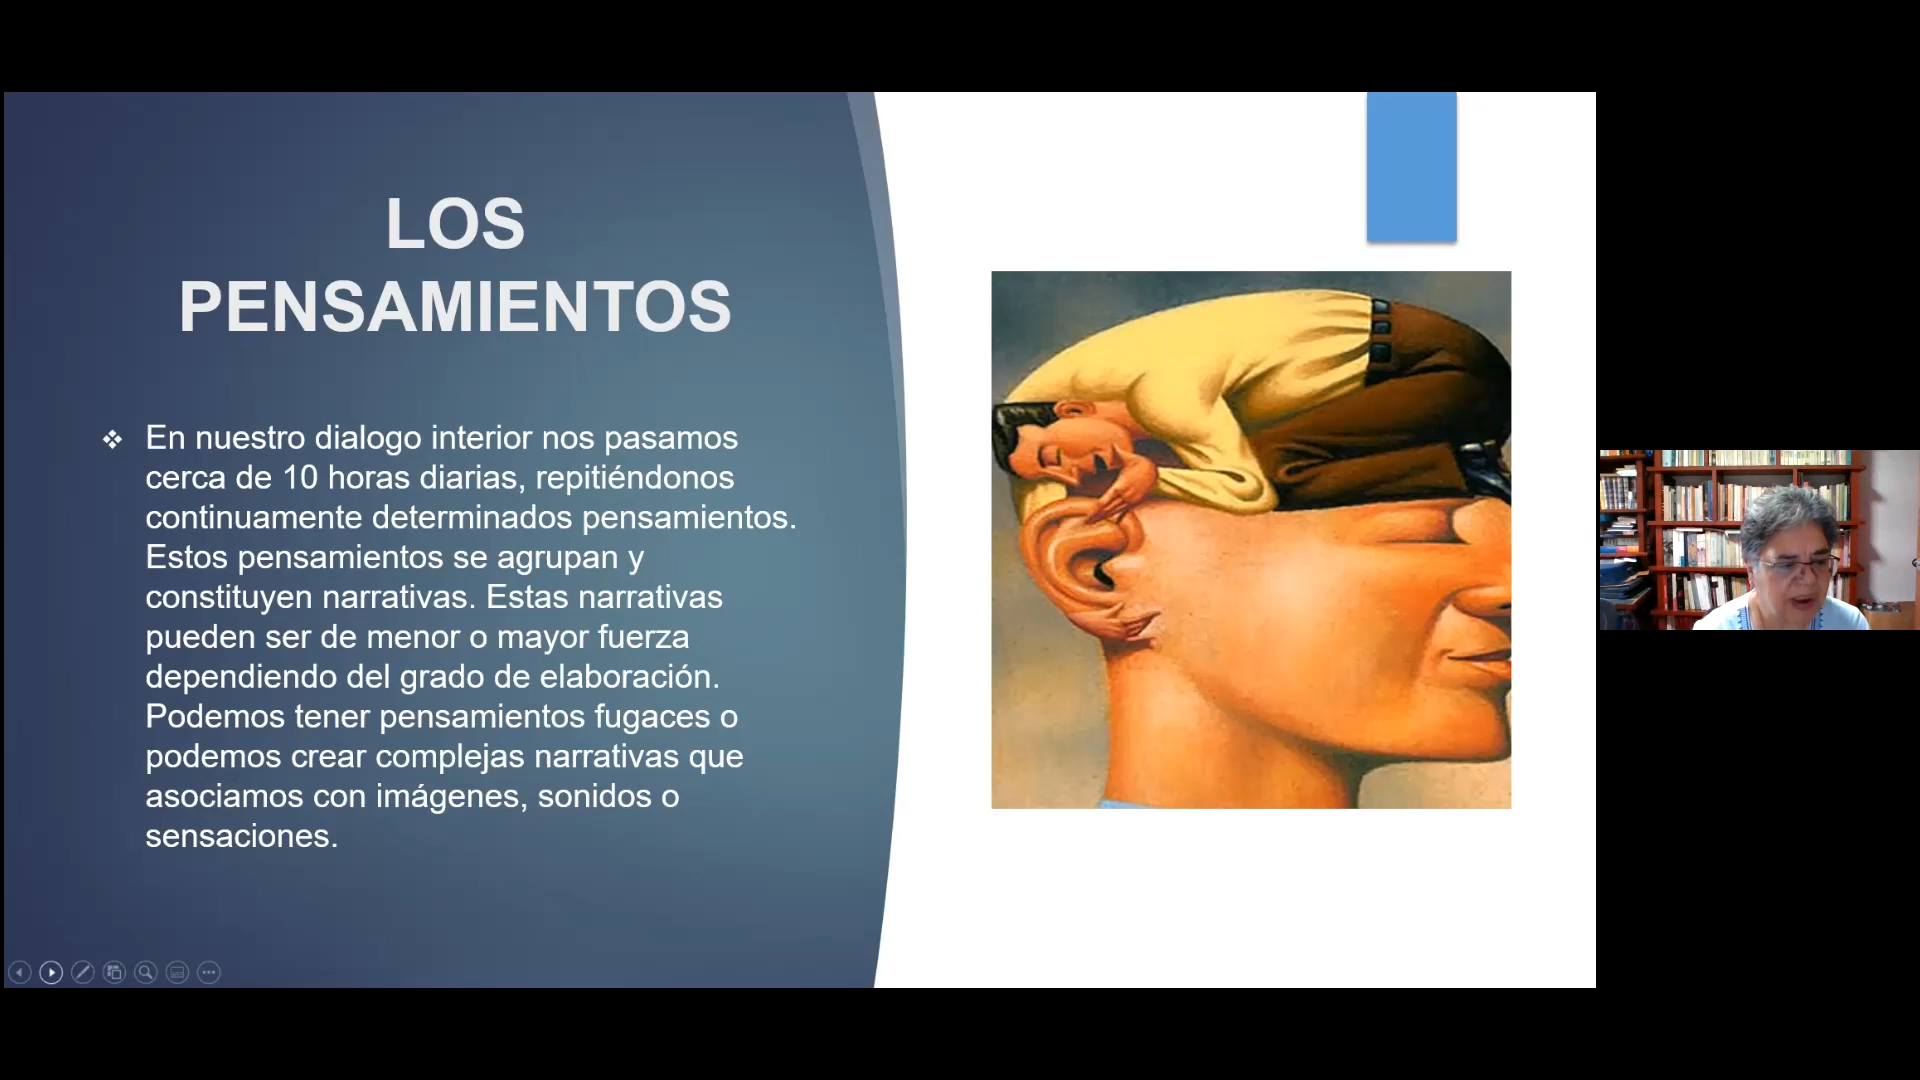 LOS
PENSAMIENTOS
❖ En nuestro dialogo interior nos pasamos
cerca de 10 horas diarias, repitiéndonos
continuamente determinados pensamientos.
Estos pensamientos se agrupan y
constituyen narrativas. Estas narrativas
pueden ser de menor o mayor fuerza
dependiendo del grado de elaboración.
Podemos tener pensamientos fugaces o
podemos crear complejas narrativas que
asociamos con imágenes, sonidos o
sensaciones.